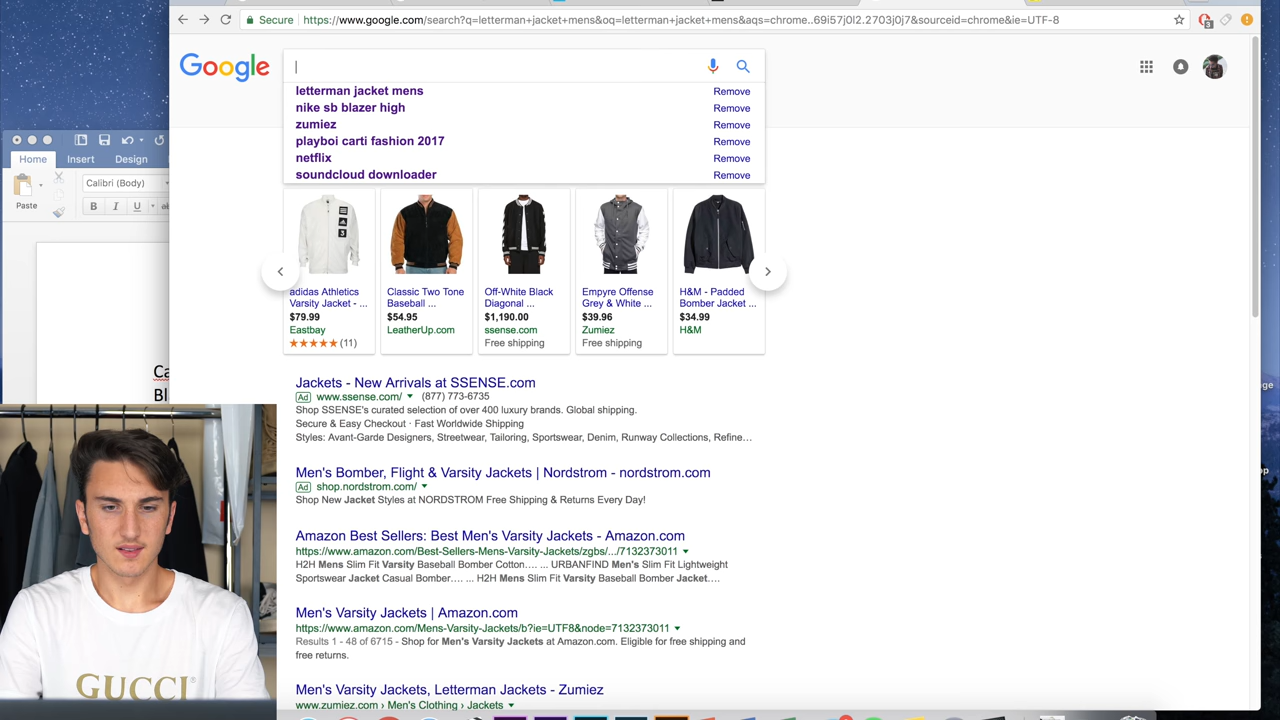 Secure
https://www.google.com/search?q=letterman+jacket+mens&oq=letterman+jacket+mens&aqs=chrome..69i57j0l2.2703j0j7&sourceid=chrome&ie=UTF-8
3
Google
letterman jacket mens Remove
nike sb blazer high Remove
zumiez Remove
playboi carti fashion 2017 Remove
netflix Remove
soundcloud downloader Remove
Home Insert Design
Calibri (Body)
Paste
B I U
adidas Athletics
Varsity Jacket - ...
$79.99
Eastbay
(11)
Classic Two Tone
Baseball ...
$54.95
LeatherUp.com
Off-White Black
Diagonal ...
$1,190.00
ssense.com
Free shipping
Empyre Offense
Grey & White ...
$39.96
Zumiez
Free shipping
H&M - Padded
Bomber Jacket ...
$34.99
H&M
Ca
Bl
Jackets - New Arrivals at SSENSE.com
Ad www.ssense.com/ (877) 773-6735
Shop SSENSE's curated selection of over 400 luxury brands. Global shipping.
Secure & Easy Checkout · Fast Worldwide Shipping
Styles: Avant-Garde Designers, Streetwear, Tailoring, Sportswear, Denim, Runway Collections, Refine…
Men's Bomber, Flight & Varsity Jackets | Nordstrom - nordstrom.com
Ad shop.nordstrom.com/
Shop New Jacket Styles at NORDSTROM Free Shipping & Returns Every Day!
Amazon Best Sellers: Best Men's Varsity Jackets - Amazon.com
https://www.amazon.com/Best-Sellers-Mens-Varsity-Jackets/zgbs/.../7132373011
H2H Mens Slim Fit Varsity Baseball Bomber Cotton.... ... URBANFIND Men's Slim Fit Lightweight
Sportswear Jacket Casual Bomber.... ... H2H Mens Slim Fit Varsity Baseball Bomber Jacket....
Men's Varsity Jackets | Amazon.com
https://www.amazon.com/Mens-Varsity-Jackets/b?ie=UTF8&node=7132373011
Results 1 - 48 of 6715 - Shop for Men's Varsity Jackets at Amazon.com. Eligible for free shipping and
free returns.
Men's Varsity Jackets, Letterman Jackets - Zumiez
www.zumiez.com › Men's Clothing › Jackets
GUCCI